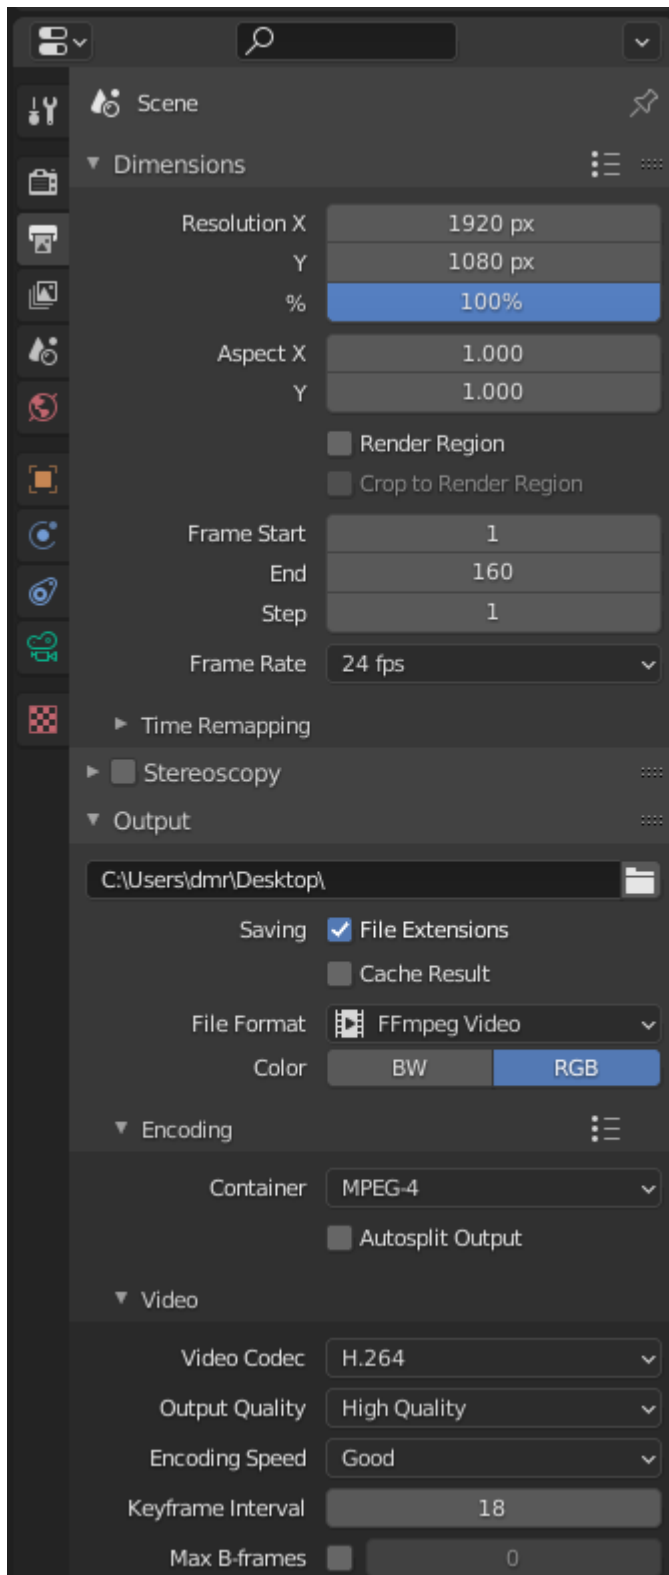 Scene
Dimensions
Resolution X 1920 px
Y 1080 px
% 100%
Aspect X 1.000
Y 1.000
Render Region
Crop to Render Region
Frame Start 1
End 160
Step 1
Frame Rate 24 fps
Time Remapping
Stereoscopy
Output
C:\Users\dmr\Desktop\
Saving File Extensions
Cache Result
File Format FFmpeg Video
Color BW RGB
Encoding
Container MPEG-4
Autosplit Output
Video
Video Codec H.264
Output Quality High Quality
Encoding Speed Good
Keyframe Interval 18
Max B-frames 0